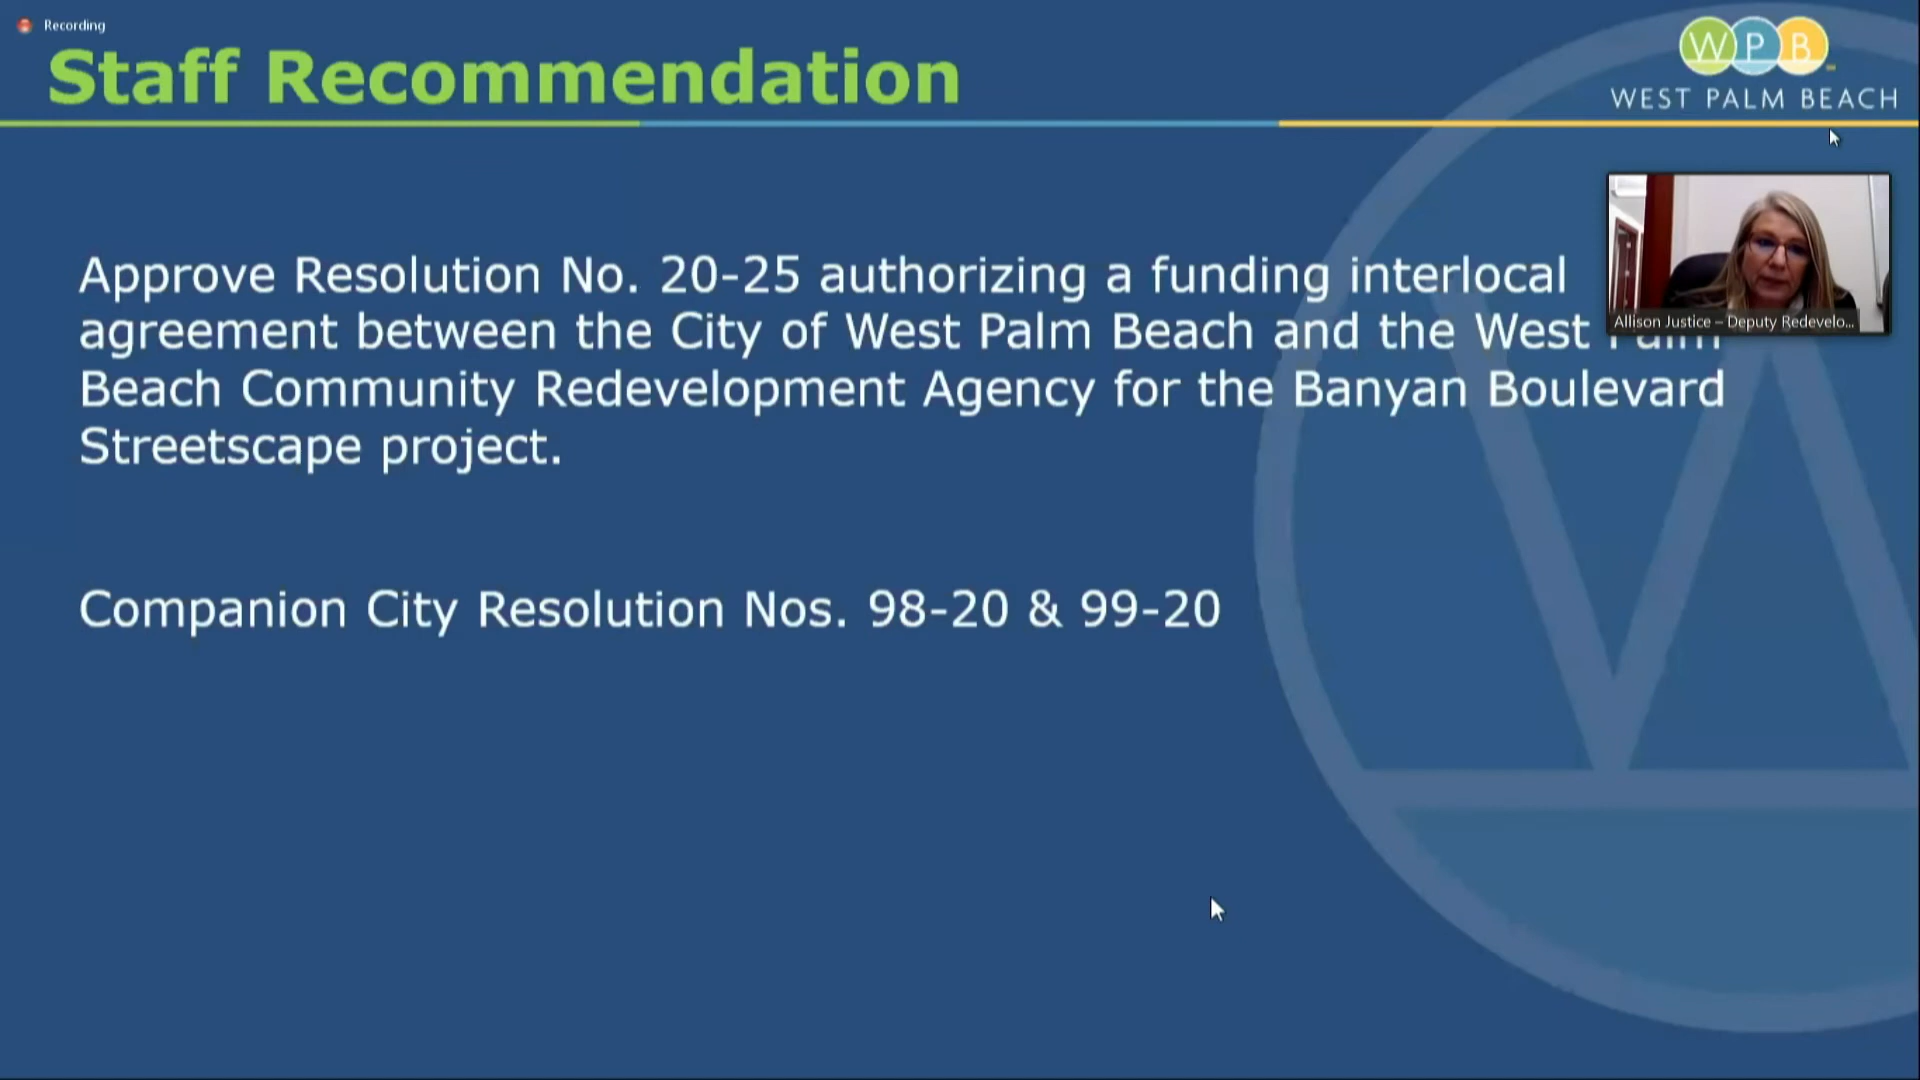 Recording
Staff Recommendation
WPB
WEST PALM BEACH
Approve Resolution No. 20-25 authorizing a funding interlocal
agreement between the City of West Palm Beach and the West Palm
Beach Community Redevelopment Agency for the Banyan Boulevard
Streetscape project.
Allison Justice – Deputy Redevelo...
Companion City Resolution Nos. 98-20 & 99-20